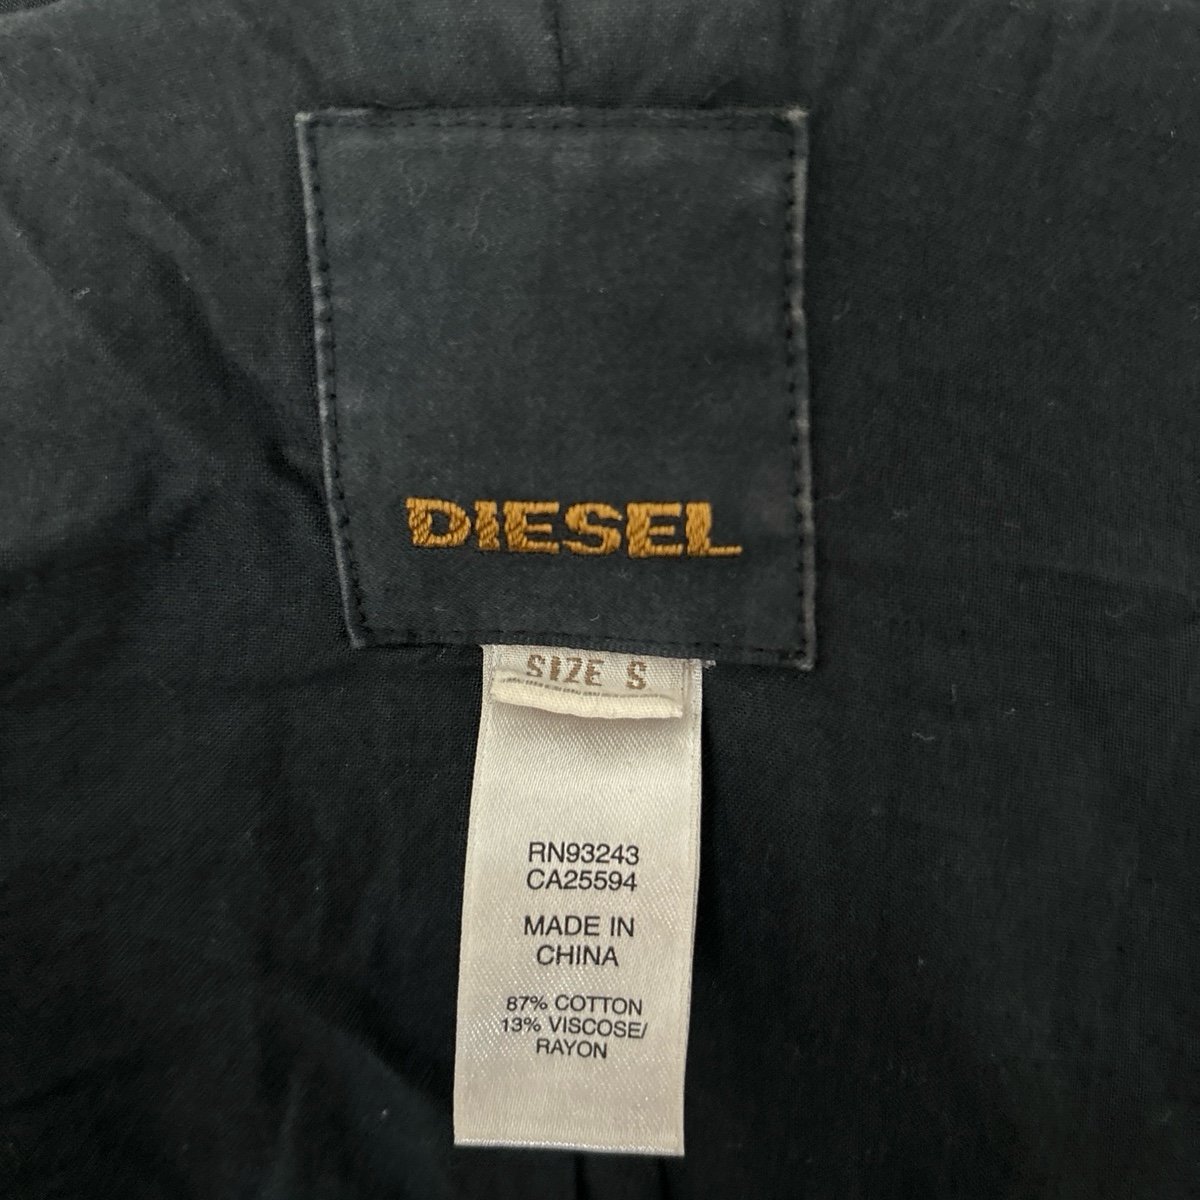 DIESEL
SIZE S
RN93243
CA25594
MADE IN
CHINA
87% COTTON
13% VISCOSE/
RAYON